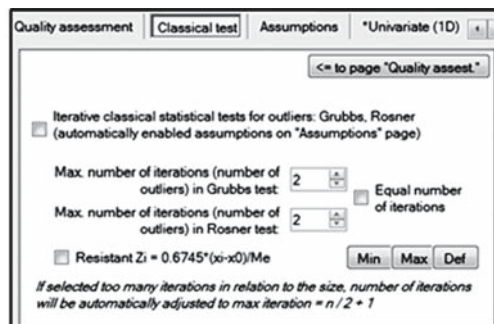 Quality assessment Classical test Assumptions *Univariate (1D)
<= to page "Quality assest."
Iterative classical statistical tests for outliers: Grubbs, Rosner
(automatically enabled assumptions on "Assumptions" page)
Max. number of iterations (number of
outliers) in Grubbs test: 2
Equal number
of iterations
Max. number of iterations (number of
outliers) in Rosner test: 2
Resistant Zi = 0.6745*(xi-x0)/Me Min Max Def
If selected too many iterations in relation to the size, number of iterations
will be automatically adjusted to max iteration = n / 2 + 1